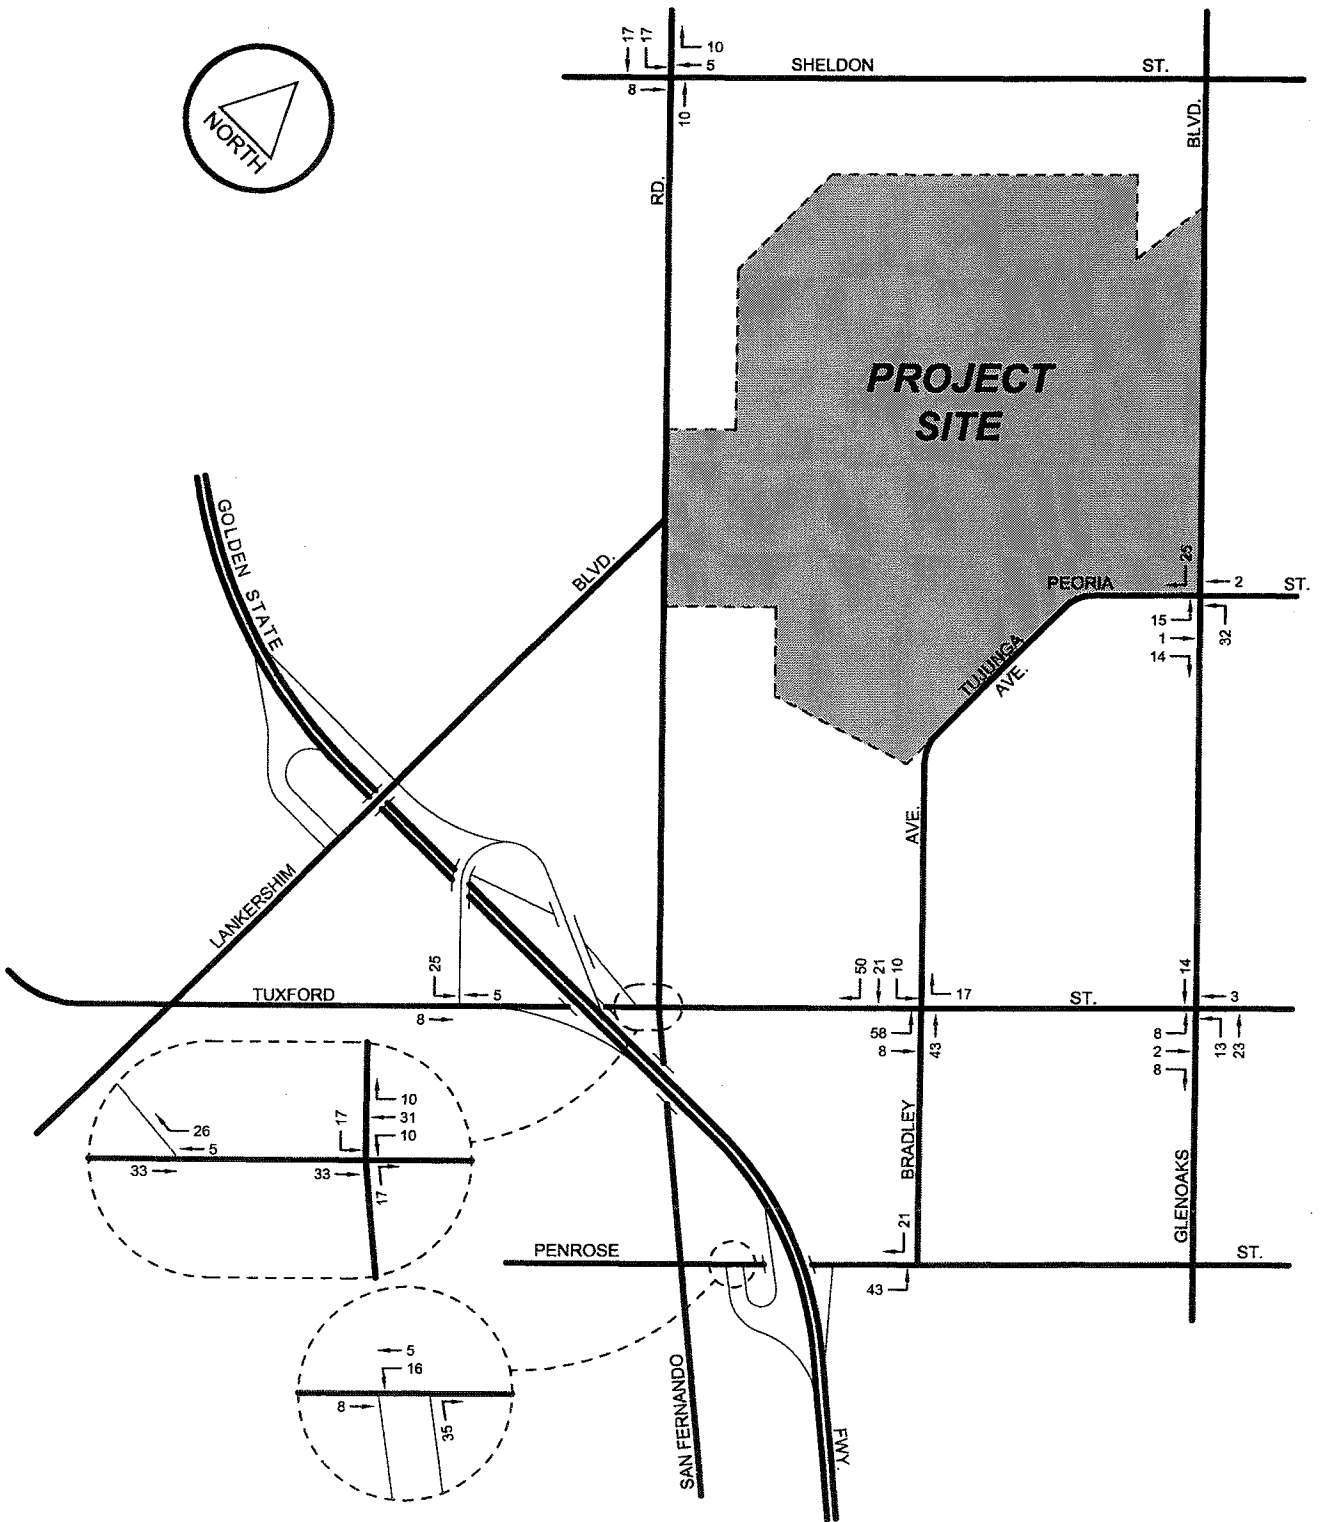 17
17
10
5
SHELDON ST.
8
10
NORTH
BLVD.
RD.
PROJECT
SITE
GOLDEN STATE
BLVD.
25
PEORIA
2
ST.
15
1
14
32
TUJUNGA
AVE.
AVE.
LANKERSHIM
25
5
TUXFORD
8
50
21
10
17
ST.
14
3
58
8
43
8
2
8
13
23
10
31
10
17
26
5
33
33
17
BRADLEY
GLENOAKS
21
PENROSE
ST.
43
5
16
8
35
SAN FERNANDO
FWY.